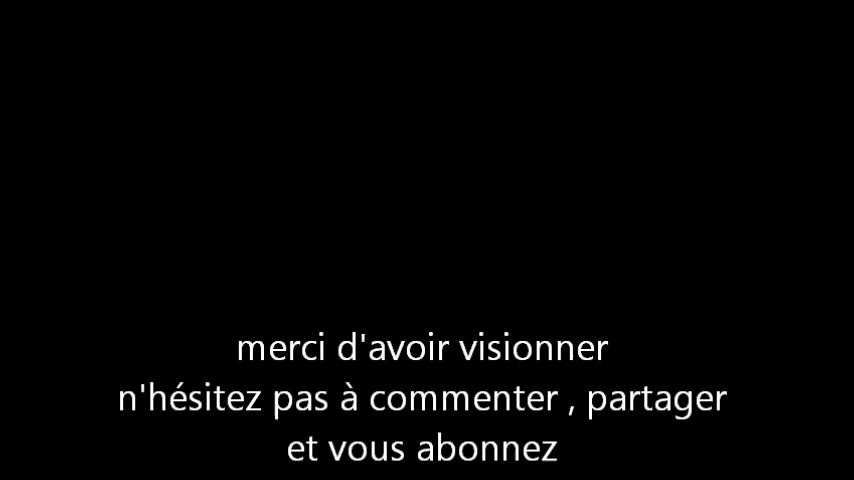 merci d'avoir visionner
n'hésitez pas à commenter , partager
et vous abonnez